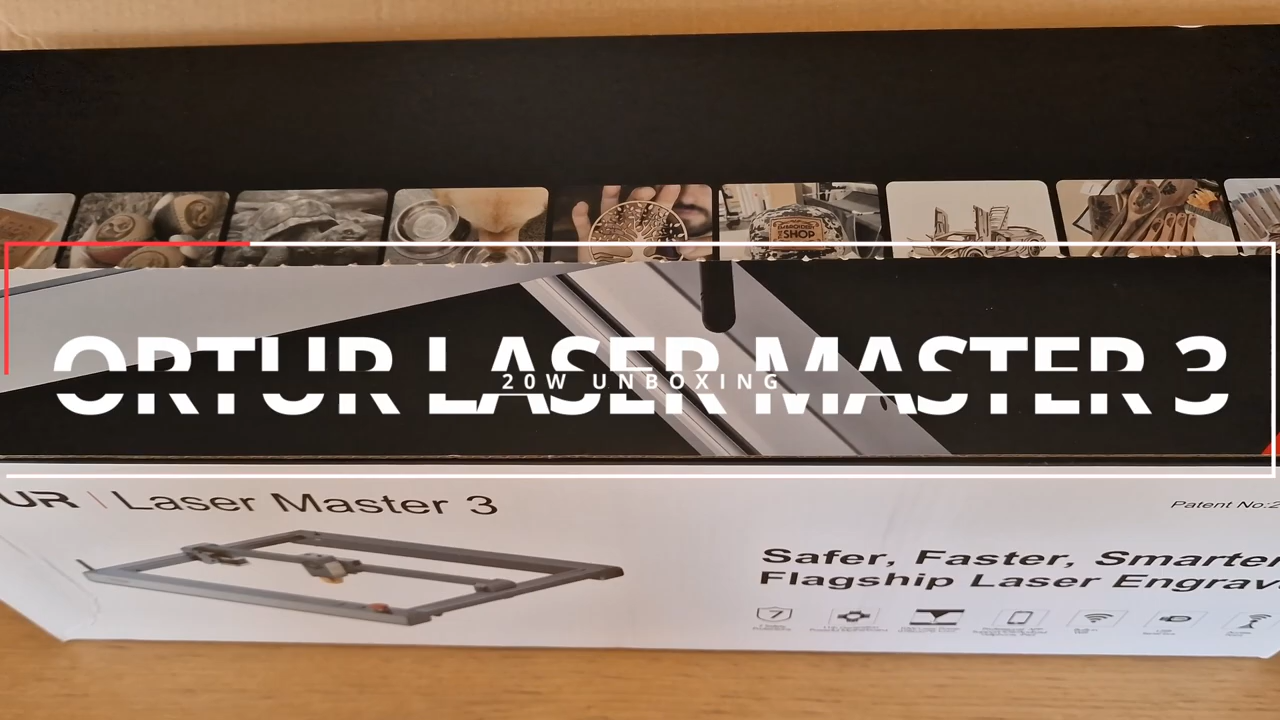 EMBROIDERY
SHOP
ORTUR LASER MASTER 3
20W UNBOXING
UR | Laser Master 3
Patent No:2
Safer, Faster, Smarter
Flagship Laser Engrav
7